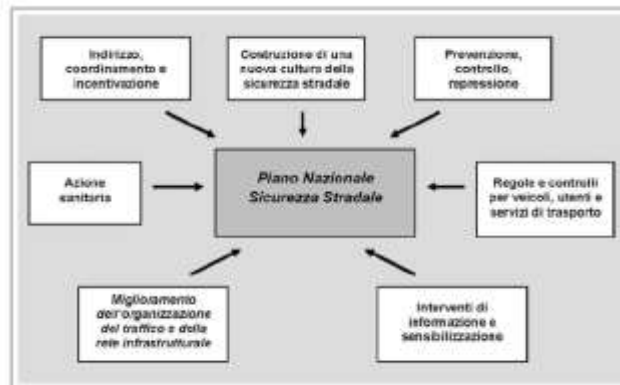 Indirizzo,
coordinamento e
incentivazione
Costruzione di una
nuova cultura della
sicurezza stradale
Prevenzione,
controllo,
repressione
Azione
sanitaria
Piano Nazionale
Sicurezza Stradale
Regole e controlli
per veicoli, utenti e
servizi di trasporto
Miglioramento
dell'organizzazione
del traffico e della
rete infrastrutturale
Interventi di
informazione e
sensibilizzazione